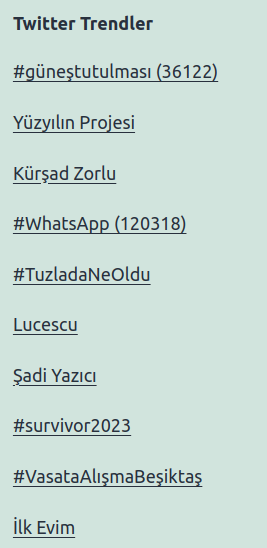 Twitter Trendler
#güneştutulması (36122)
Yüzyılın Projesi
Kürşad Zorlu
#WhatsApp (120318)
#TuzladaNeOldu
Lucescu
Şadi Yazıcı
#survivor2023
#VasataAlışmaBeşiktaş
İlk Evim